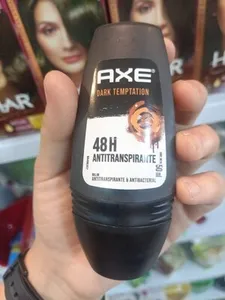 AXE
DARK TEMPTATION
48H
ANTITRANSPIRANTE
ANTITRANSPIRANTE & ANTIBACTERIAL